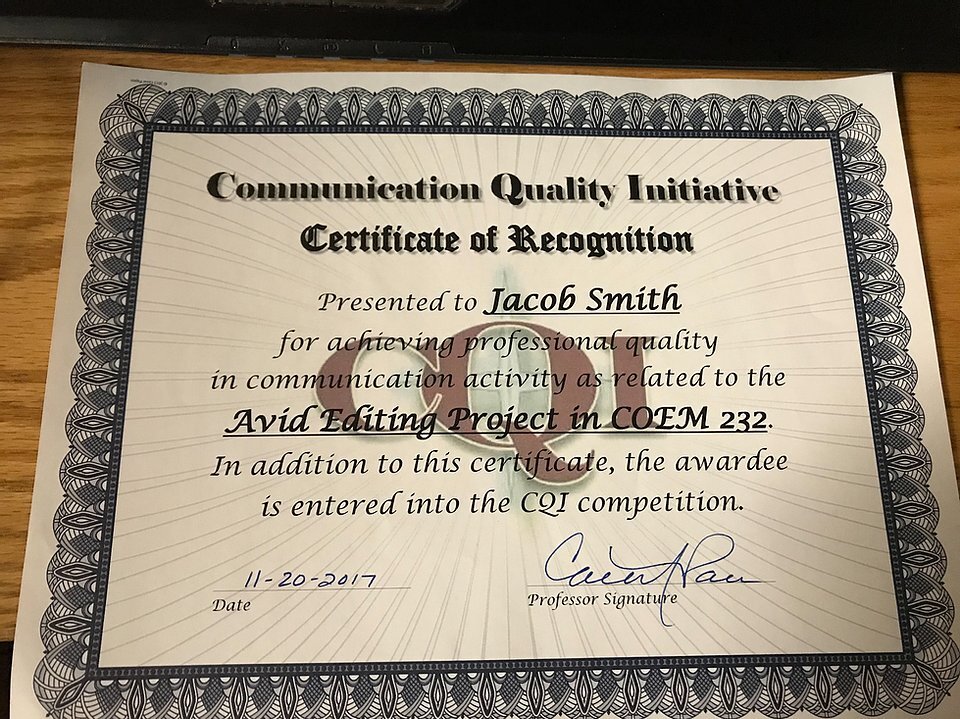 Communication Quality Initiative
Certificate of Recognition
Presented to Jacob Smith
for achieving professional quality
in communication activity as related to the
CQI
Avid Editing Project in COEM 232.
In addition to this certificate, the awardee
is entered into the CQI competition.
11-20-2017
Date
Professor Signature